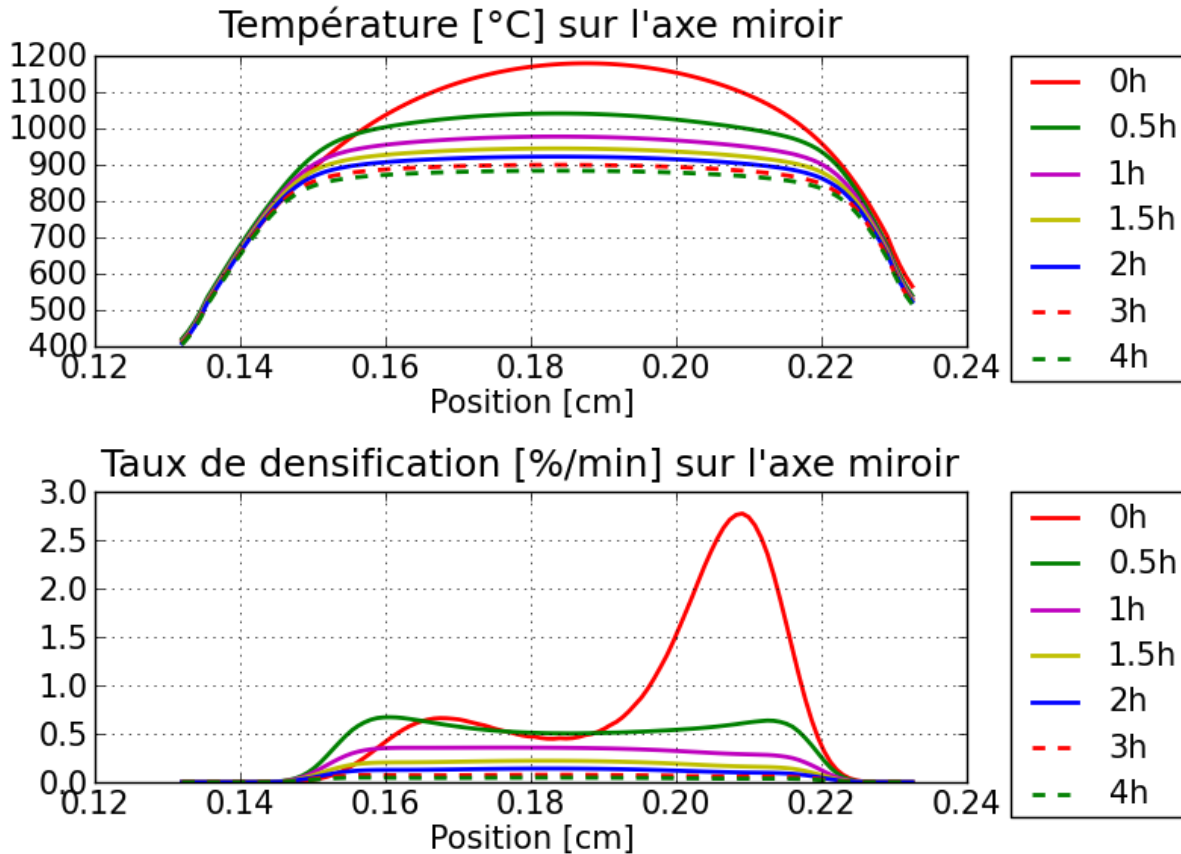 Température [°C] sur l'axe miroir
1200
1100
1000
900
800
700
600
500
400
0.12 0.14 0.16 0.18 0.20 0.22 0.24
Position [cm]
0h
0.5h
1h
1.5h
2h
3h
4h
Taux de densification [%/min] sur l'axe miroir
3.0
2.5
2.0
1.5
1.0
0.5
0.0
0.12 0.14 0.16 0.18 0.20 0.22 0.24
Position [cm]
0h
0.5h
1h
1.5h
2h
3h
4h